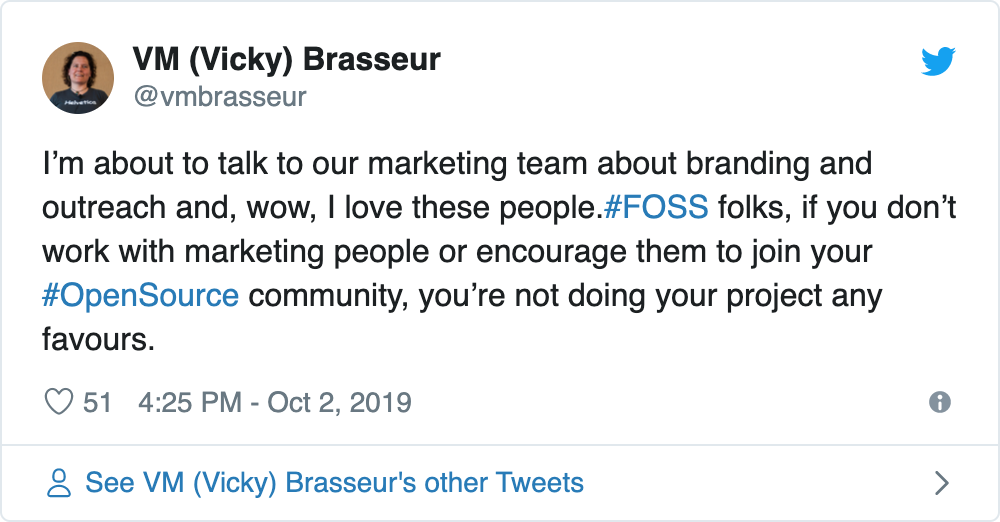 VM (Vicky) Brasseur
@vmbrasseur
I’m about to talk to our marketing team about branding and
outreach and, wow, I love these people.#FOSS folks, if you don’t
work with marketing people or encourage them to join your
#OpenSource community, you’re not doing your project any
favours.
51 4:25 PM - Oct 2, 2019
See VM (Vicky) Brasseur's other Tweets
Helvetica